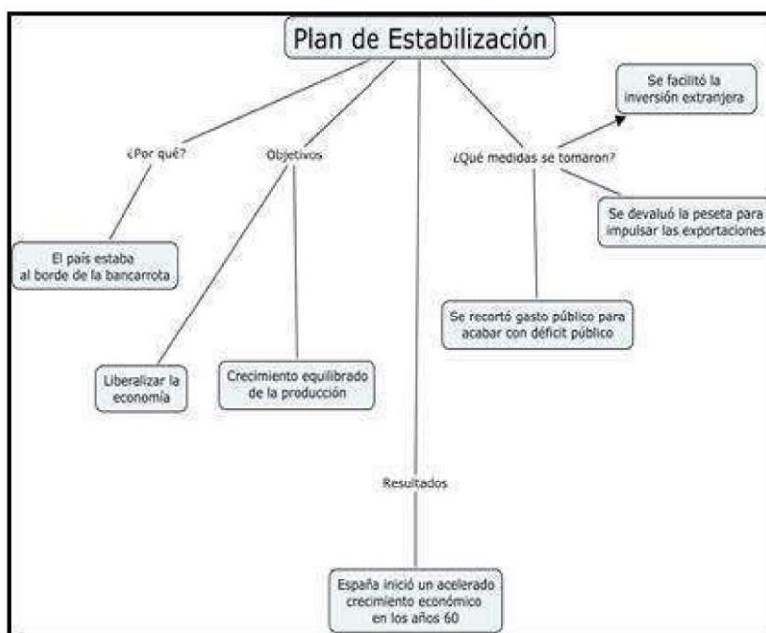 Plan de Estabilización
Se facilitó la
inversión extranjera
¿Por qué?
Objetivos
¿Qué medidas se tomaron?
Se devaluó la peseta para
impulsar las exportaciones
El país estaba
al borde de la bancarrota
Se recortó gasto público para
acabar con déficit público
Liberalizar la
economía
Crecimiento equilibrado
de la producción
Resultados
España inició un acelerado
crecimiento económico
en los años 60